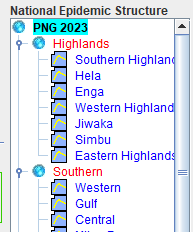 National Epidemic Structure
PNG 2023
Highlands
Southern Highland
Hela
Enga
Western Highland
Jiwaka
Simbu
Eastern Highlands
Southern
Western
Gulf
Central